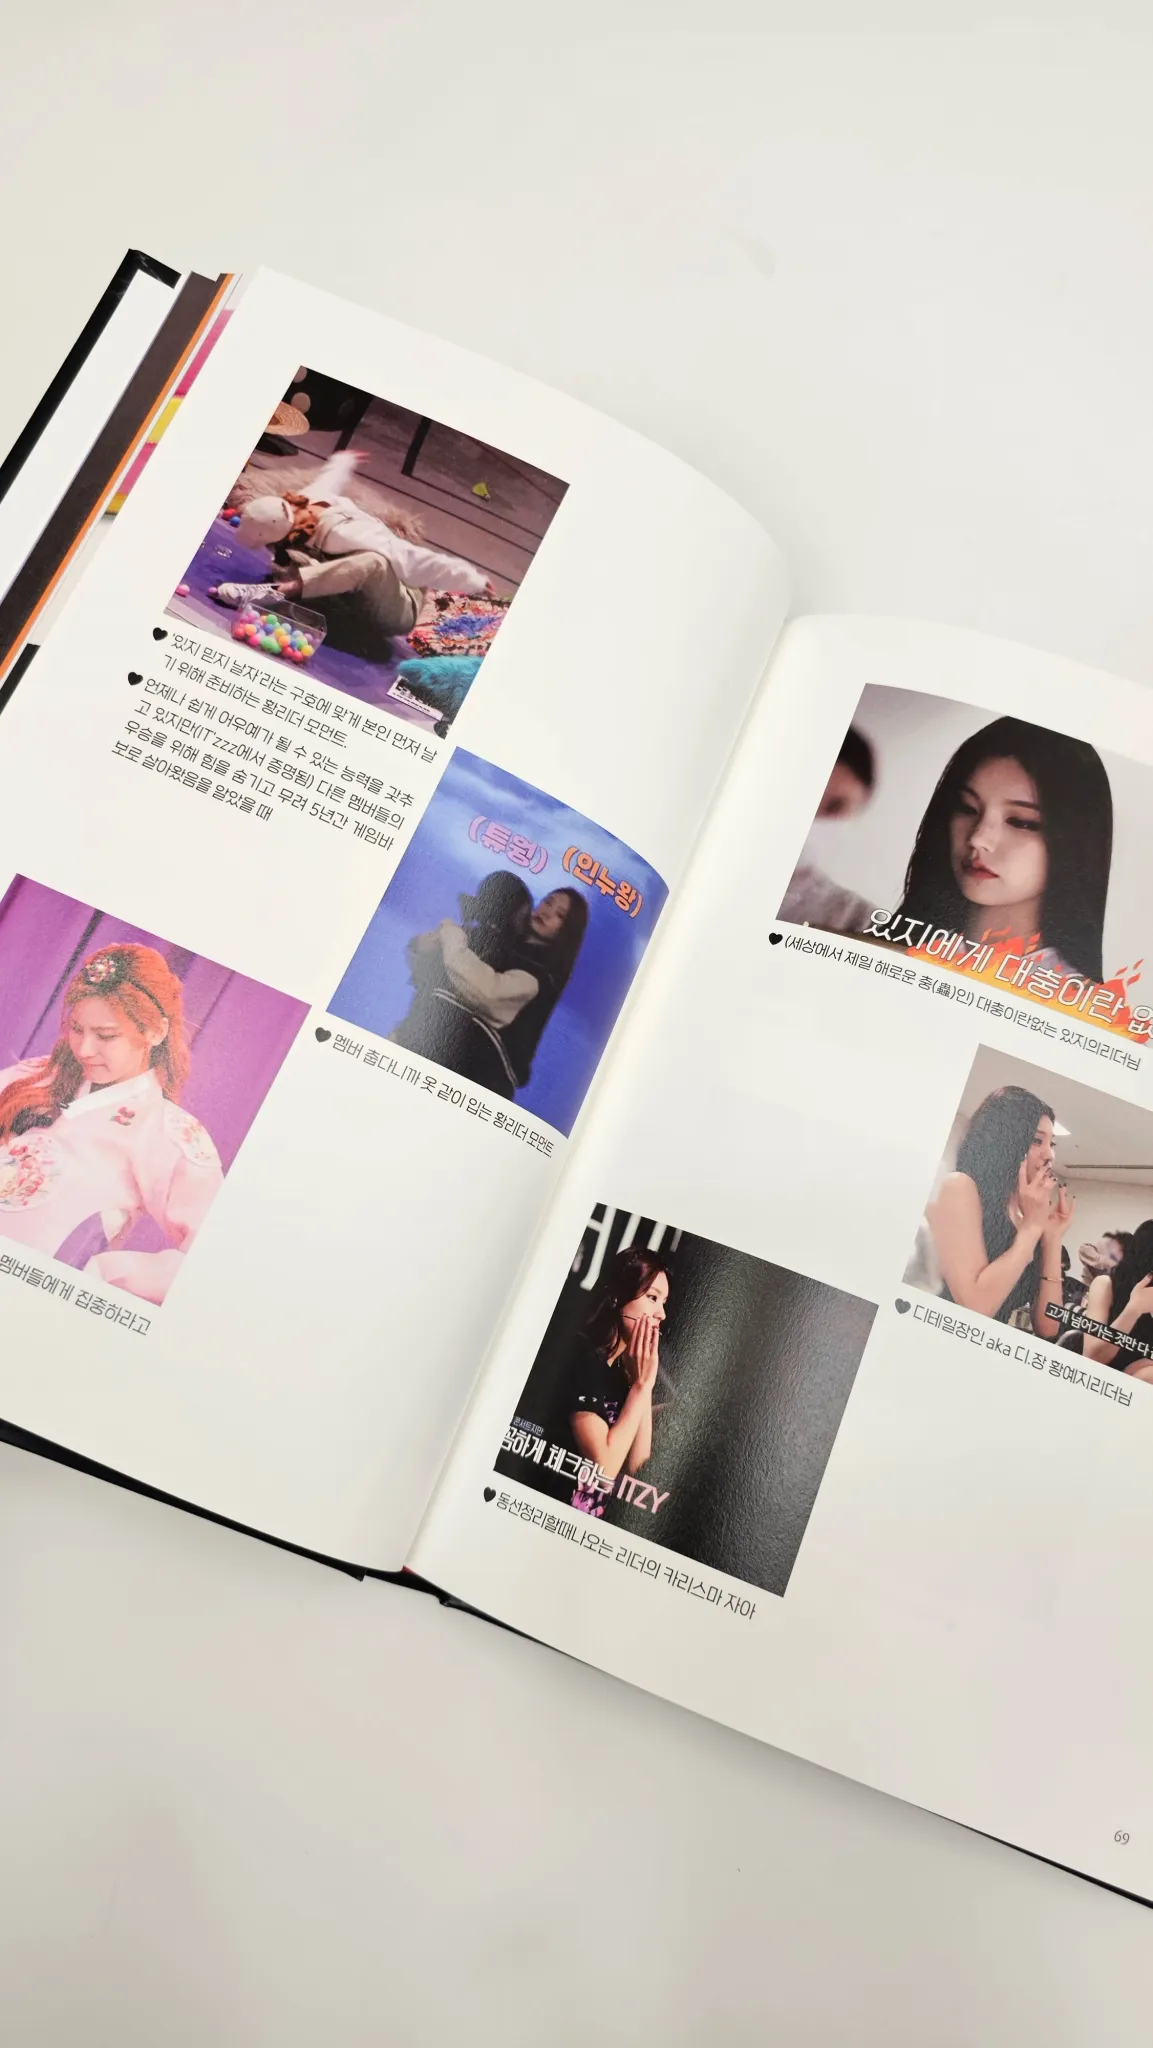 '있지 믿지 날자'라는 구호에 맞게 본인 먼저 날
기 위해 준비하는 황리더 모먼트.
언제나 쉽게 어우예가 될 수 있는 능력을 갖추
고 있지만(IT'zzz에서 증명됨) 다른 멤버들의
우승을 위해 힘을 숨기고 무려 5년간 게임바
보로 살아왔음을 알았을 때
(튜웡) (인누왕)
멤버 춥다니까 옷 같이 입는 황리더 모먼트
멤버들에게 집중하라고
있지에게 대충이란 없
(세상에서 제일 해로운 충(蟲)인) 대충이란없는 있지의리더님
고개 넘어가는 것만 다
디테일장인 aka 디.장 황예지리더님
콘서트지만
꼼하게 체크하는 ITZY
동선정리할때나오는 리더의 카리스마 자아
69